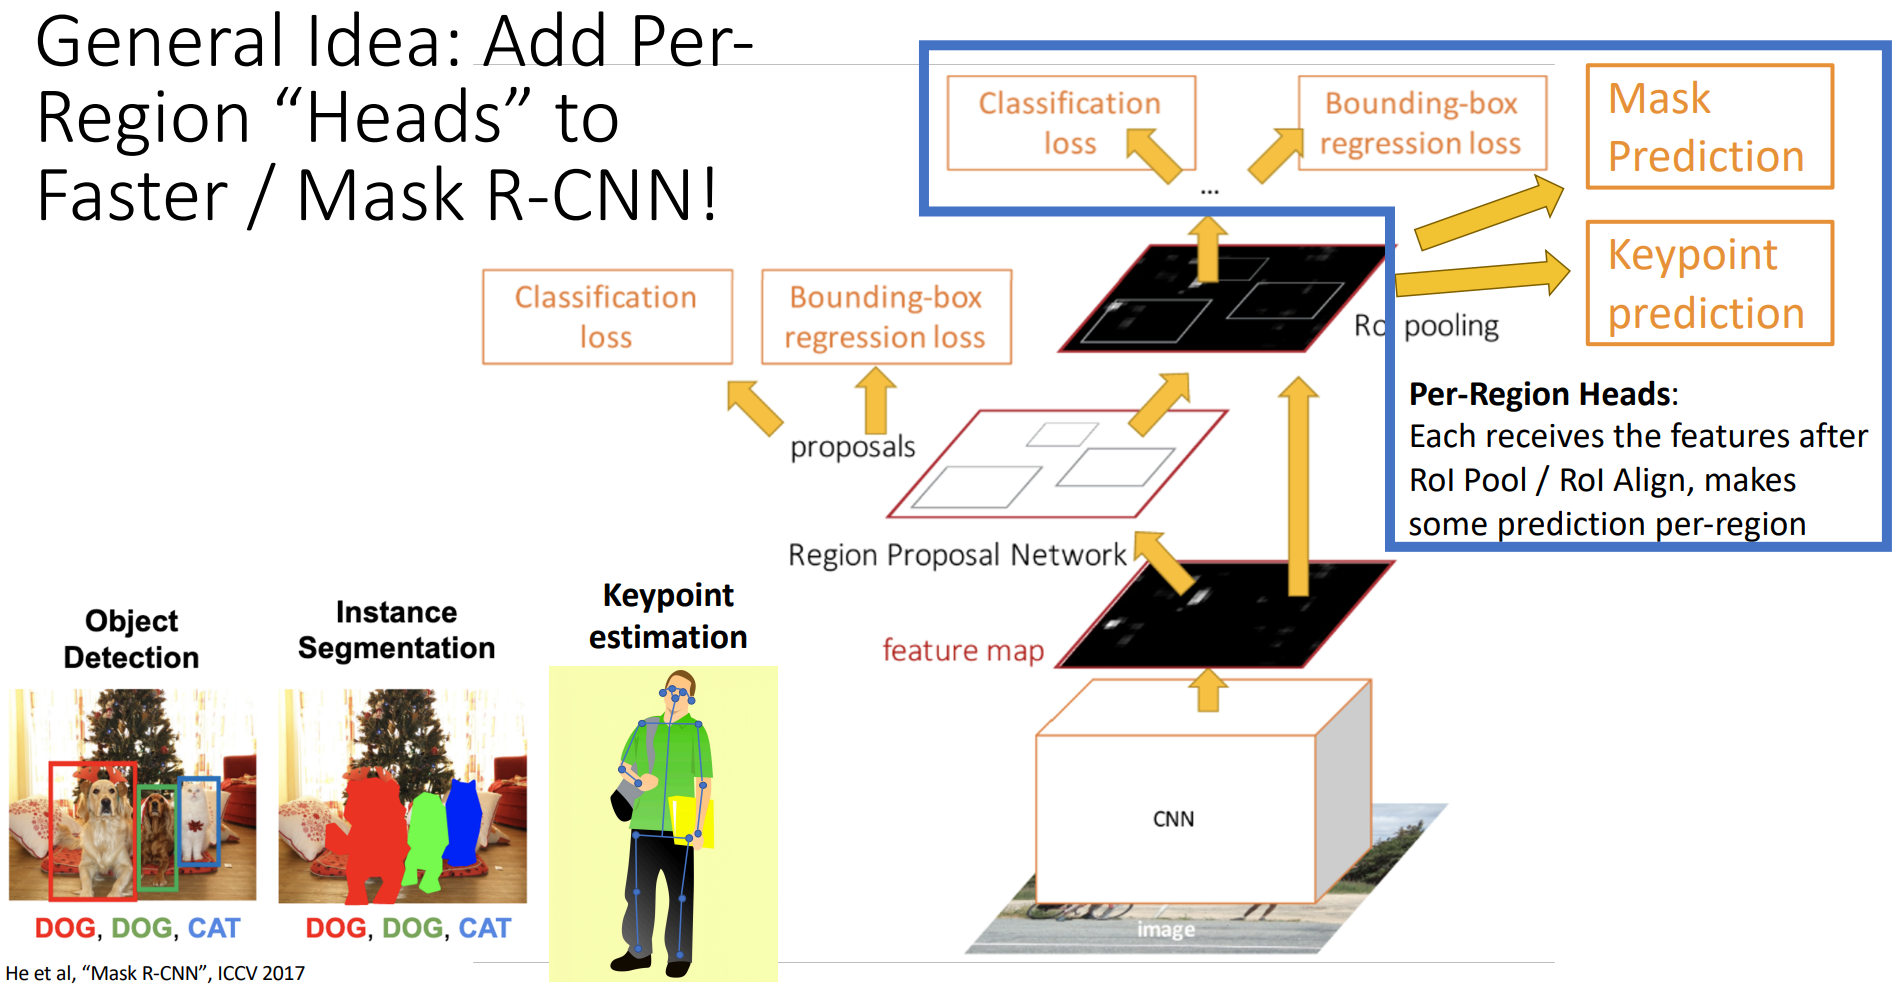 General Idea: Add Per-
Region “Heads” to
Faster / Mask R-CNN!
Classification
loss
Bounding-box
regression loss
...
Mask
Prediction
Keypoint
prediction
Classification
loss
Bounding-box
regression loss
RoI pooling
Per-Region Heads:
Each receives the features after
RoI Pool / RoI Align, makes
some prediction per-region
proposals
Region Proposal Network
feature map
CNN
image
Object
Detection
DOG, DOG, CAT
Instance
Segmentation
DOG, DOG, CAT
Keypoint
estimation
He et al, “Mask R-CNN”, ICCV 2017